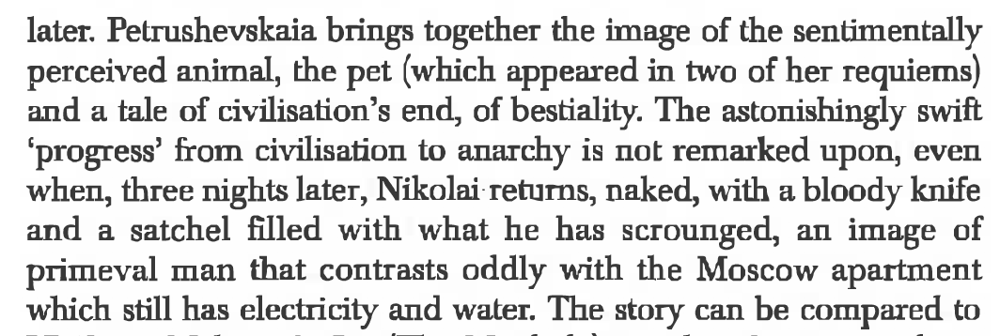 later. Petrushevskaia brings together the image of the sentimentally
perceived animal, the pet (which appeared in two of her requiems)
and a tale of civilisation's end, of bestiality. The astonishingly swift
'progress' from civilisation to anarchy is not remarked upon, even
when, three nights later, Nikolai returns, naked, with a bloody knife
and a satchel filled with what he has scrounged, an image of
primeval man that contrasts oddly with the Moscow apartment
which still has electricity and water. The story can be compared to